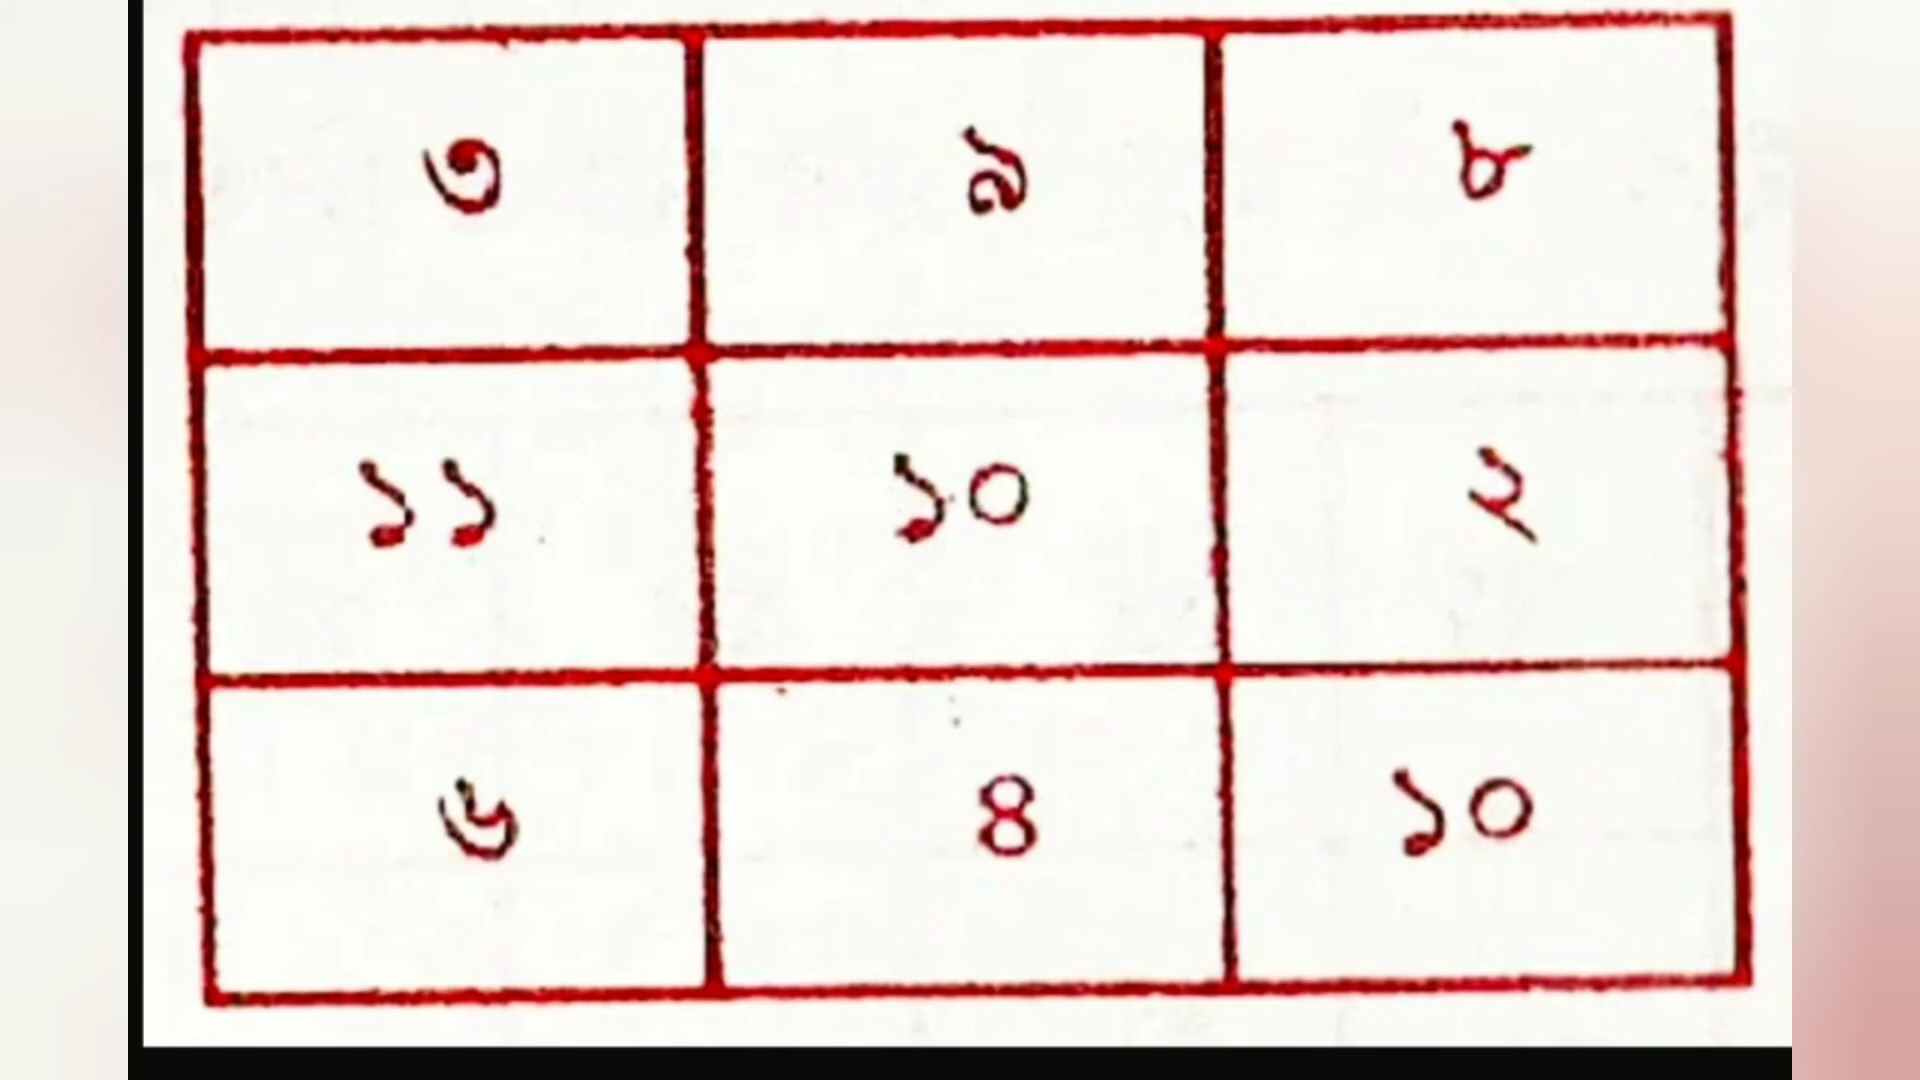 ৩ ৯ ৮
১১ ১০ ২
৬ ৪ ১০